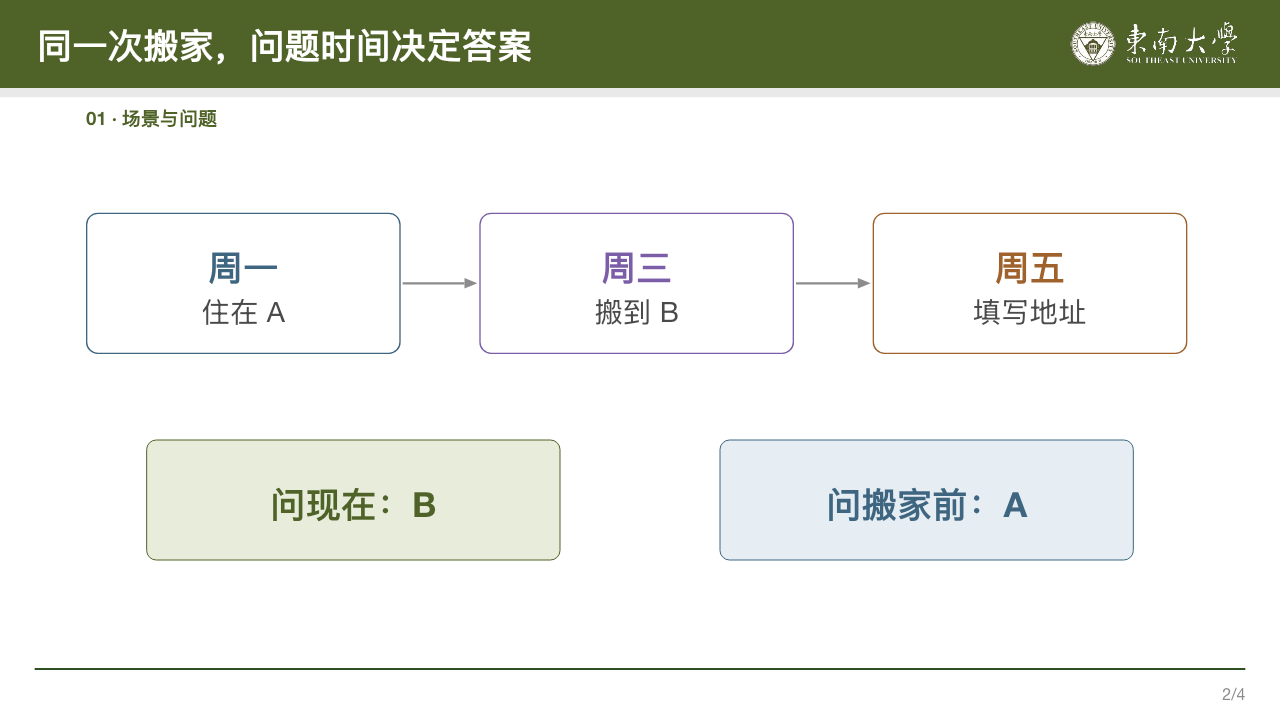 同一次搬家，问题时间决定答案
東南大學
SOUTHEAST UNIVERSITY
01 · 场景与问题
周一
住在 A
周三
搬到 B
周五
填写地址
问现在：B
问搬家前：A
2/4